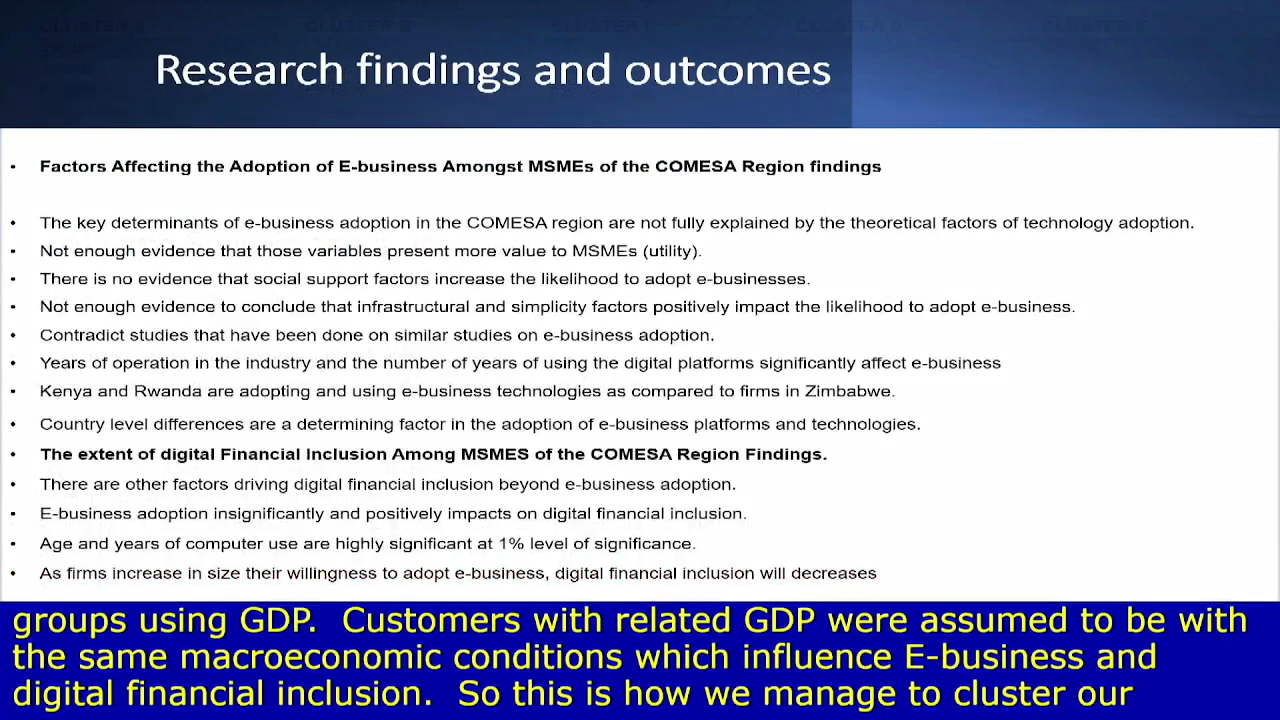 CLUSTER
Research findings and outcomes
• Factors Affecting the Adoption of E-business Amongst MSMEs of the COMESA Region findings
• The key determinants of e-business adoption in the COMESA region are not fully explained by the theoretical factors of technology adoption.
• Not enough evidence that those variables present more value to MSMEs (utility).
• There is no evidence that social support factors increase the likelihood to adopt e-businesses.
• Not enough evidence to conclude that infrastructural and simplicity factors positively impact the likelihood to adopt e-business.
• Contradict studies that have been done on similar studies on e-business adoption.
• Years of operation in the industry and the number of years of using the digital platforms significantly affect e-business
• Kenya and Rwanda are adopting and using e-business technologies as compared to firms in Zimbabwe.
• Country level differences are a determining factor in the adoption of e-business platforms and technologies.
• The extent of digital Financial Inclusion Among MSMES of the COMESA Region Findings.
• There are other factors driving digital financial inclusion beyond e-business adoption.
• E-business adoption insignificantly and positively impacts on digital financial inclusion.
• Age and years of computer use are highly significant at 1% level of significance.
• As firms increase in size their willingness to adopt e-business, digital financial inclusion will decreases
groups using GDP. Customers with related GDP were assumed to be with
the same macroeconomic conditions which influence E-business and
digital financial inclusion. So this is how we manage to cluster our